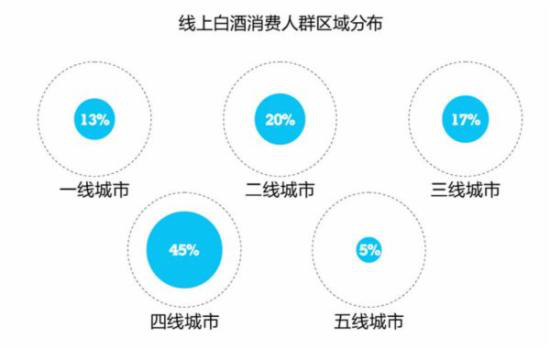 线上白酒消费人群区域分布
13%
20%
17%
一线城市
二线城市
三线城市
45%
5%
四线城市
五线城市